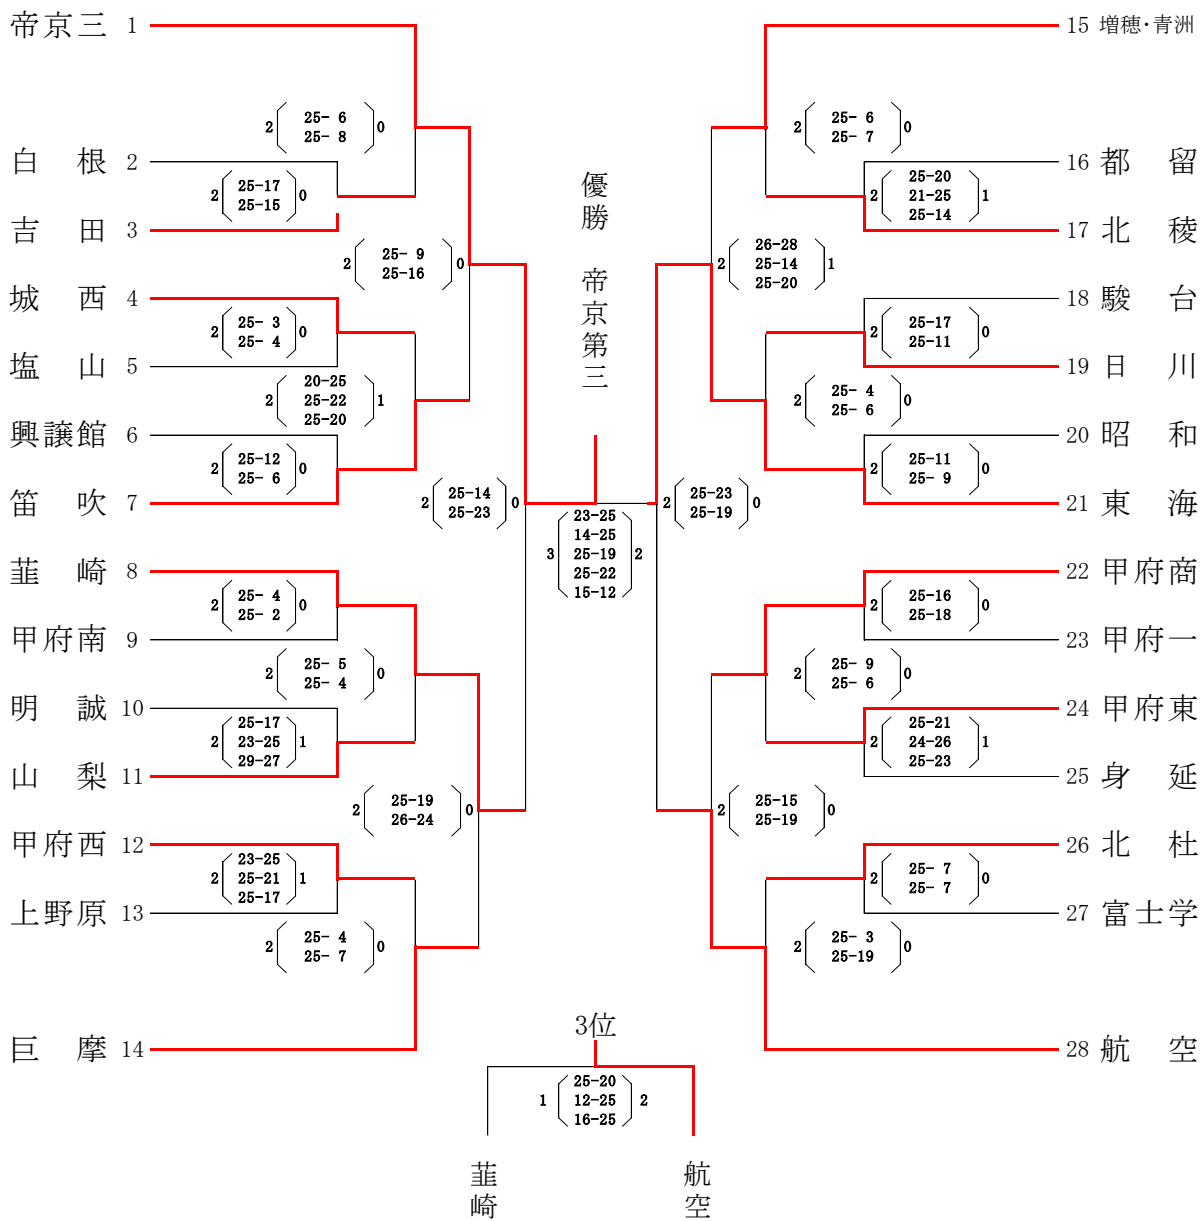 帝京三 1
2 25- 6 0
25- 8
白根 2
2 25-17 0
25-15
吉田 3
2 25- 9 0
25-16
城西 4
2 25- 3 0
25- 4
塩山 5
2 20-25 1
25-22
25-20
興譲館 6
2 25-12 0
25- 6
笛吹 7
2 25-14 0
25-23
韮崎 8
2 25- 4 0
25- 2
甲府南 9
2 25- 5 0
25- 4
明誠 10
2 25-17 1
23-25
29-27
山梨 11
2 25-19 0
26-24
甲府西 12
2 23-25 1
25-21
25-17
上野原 13
2 25- 4 0
25- 7
巨摩 14
優勝 帝京第三
3 23-25 2
14-25
25-19
25-22
15-12
15 増穂・青洲
2 25- 6 0
25- 7
16 都留
2 25-20 1
21-25
25-14
17 北稜
2 26-28 1
25-14
25-20
18 駿台
2 25-17 0
25-11
19 日川
2 25- 4 0
25- 6
20 昭和
2 25-11 0
25- 9
21 東海
2 25-23 0
25-19
22 甲府商
2 25-16 0
25-18
23 甲府一
2 25- 9 0
25- 6
24 甲府東
2 25-21 1
24-26
25-23
25 身延
2 25-15 0
25-19
26 北杜
2 25- 7 0
25- 7
27 富士学
2 25- 3 0
25-19
28 航空
3位
1 25-20 2
12-25
16-25
韮崎
航空